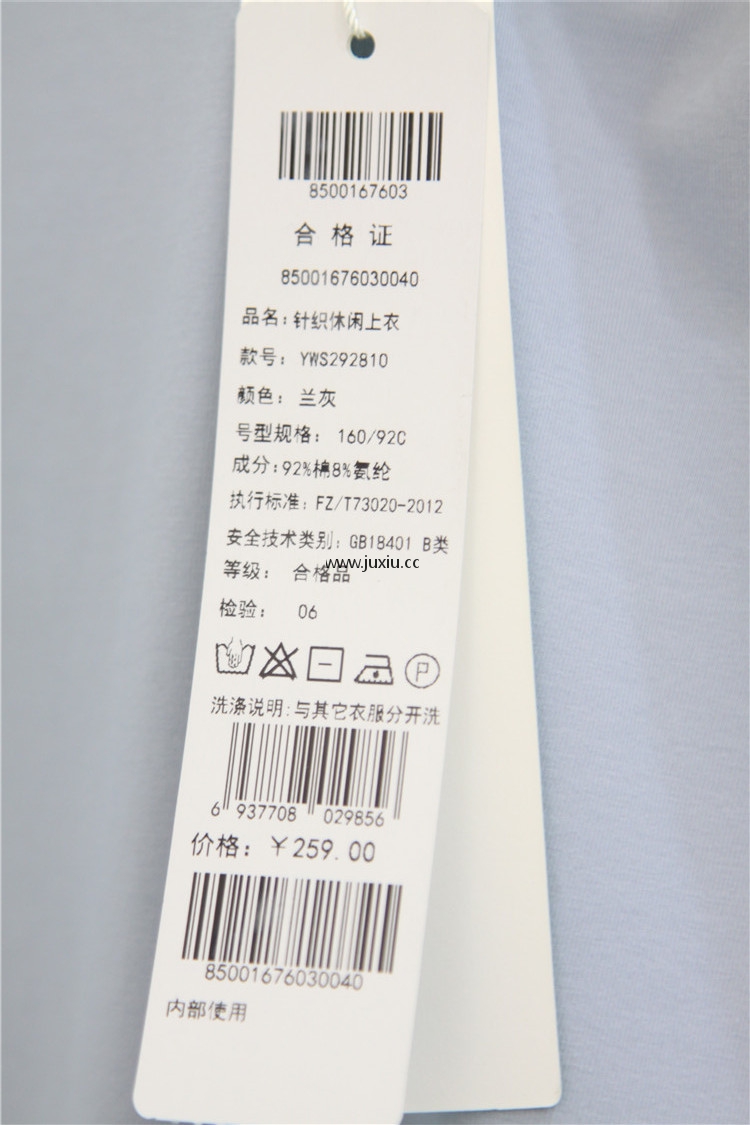 8500167603
合格证
85001676030040
品名:针织休闲上衣
款号: YWS292810
颜色: 兰灰
号型规格: 160/92C
成分:92%棉8%氨纶
执行标准: FZ/T73020-2012
安全技术类别: GB18401 B类
www.juxiu.cc
等级: 合格品
检验: 06
P
洗涤说明:与其它衣服分开洗
6 937708 029856
价格: ¥259.00
85001676030040
内部使用